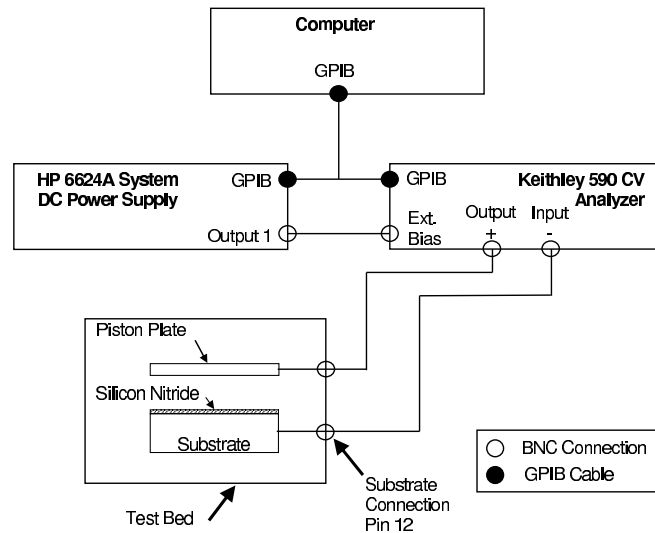 Computer
GPIB
HP 6624A System
DC Power Supply
GPIB
Output 1
GPIB
Keithley 590 CV
Analyzer
Ext.
Bias
Output
+
Input
-
Piston Plate
Silicon Nitride
Substrate
Test Bed
Substrate
Connection
Pin 12
BNC Connection
GPIB Cable